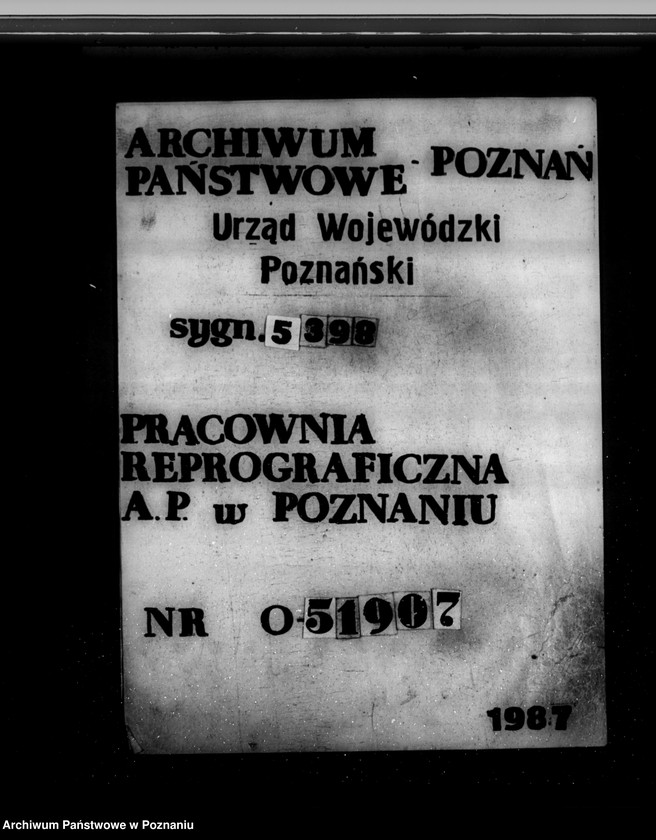 ARCHIWUM
PAŃSTWOWE - POZNAŃ
Urząd Wojewódzki
Poznański
sygn. 5398
PRACOWNIA
REPROGRAFICZNA
A.P. w POZNANIU
NR O-51907
1987
Archiwum Państwowe w Poznaniu